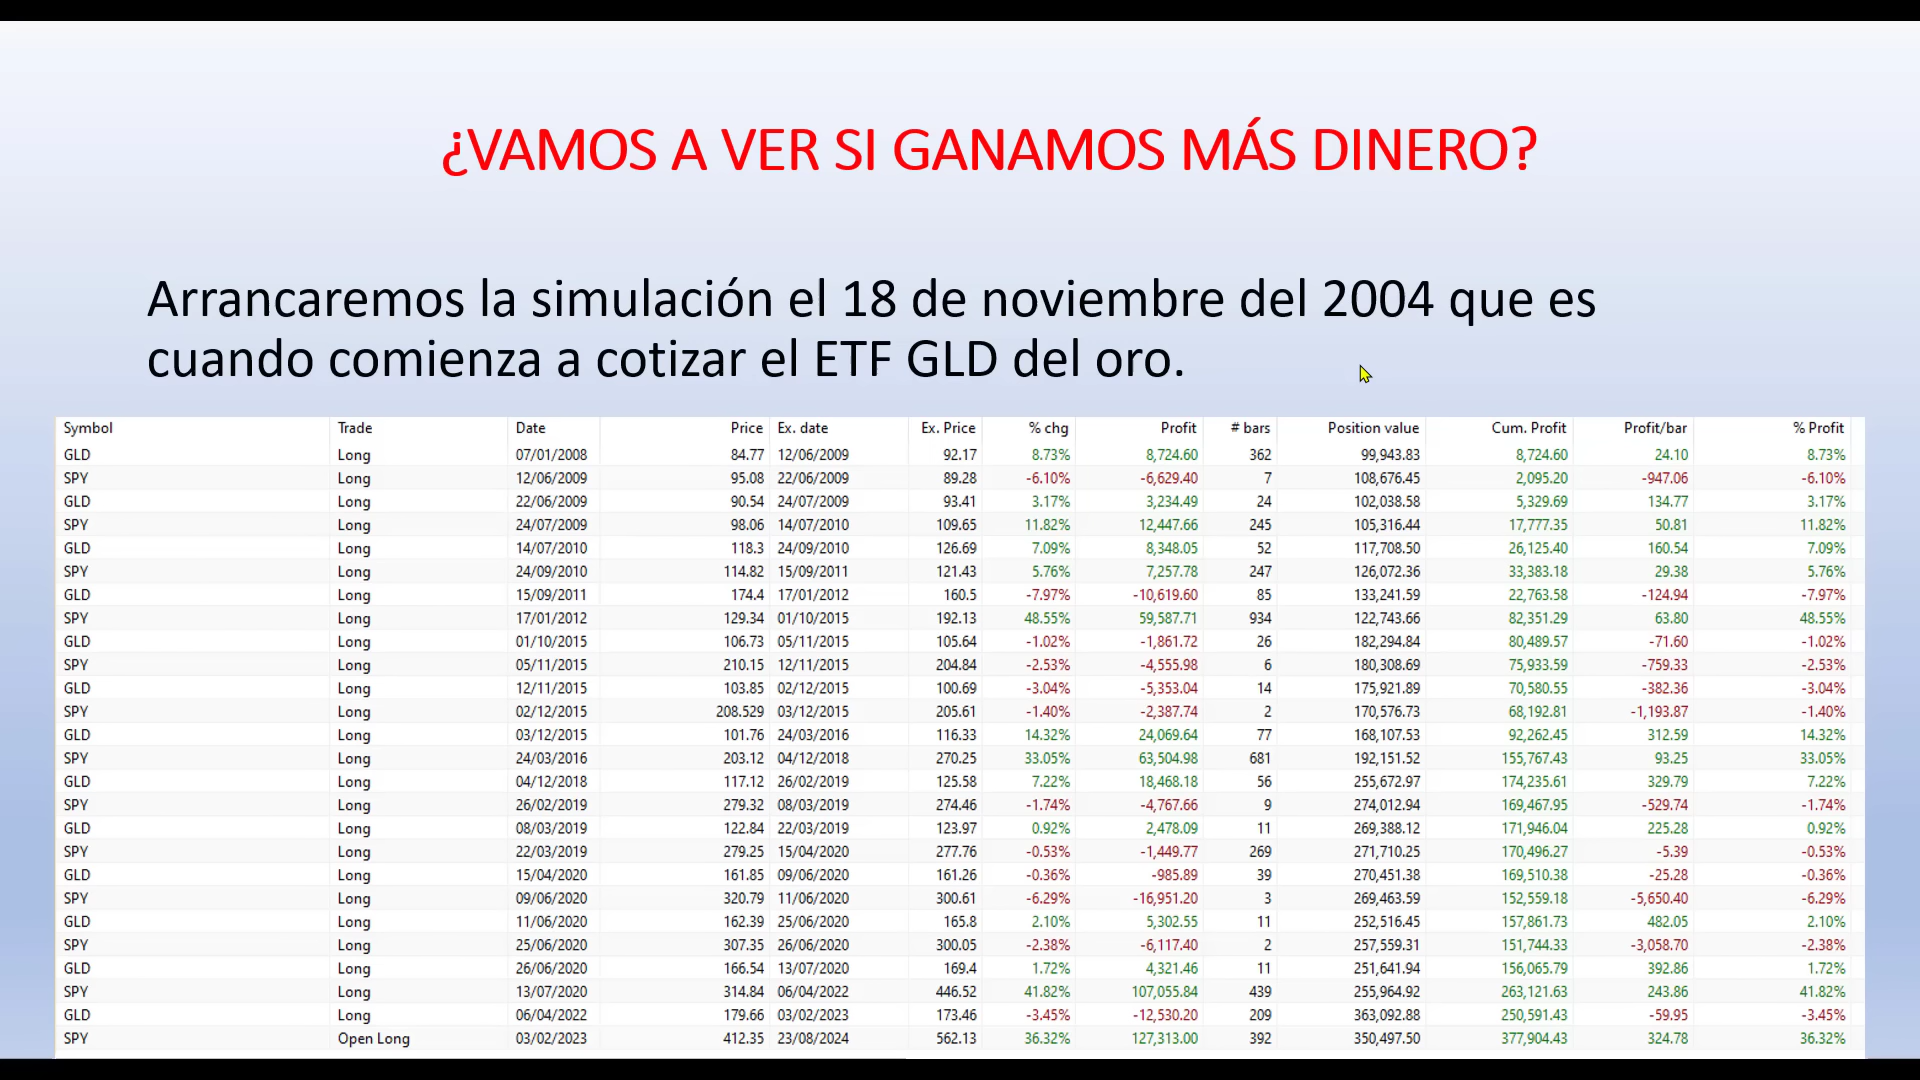 ¿VAMOS A VER SI GANAMOS MÁS DINERO?
Arrancaremos la simulación el 18 de noviembre del 2004 que es
cuando comienza a cotizar el ETF GLD del oro.
Symbol Trade Date Price Ex. date Ex. Price % chg Profit # bars Position value Cum. Profit Profit/bar % Profit
GLD Long 07/01/2008 84.77 12/06/2009 92.17 8.73% 8,724.60 362 99,943.83 8,724.60 24.10 8.73%
SPY Long 12/06/2009 95.08 22/06/2009 89.28 -6.10% -6,629.40 7 108,676.45 2,095.20 -947.06 -6.10%
GLD Long 22/06/2009 90.54 24/07/2009 93.41 3.17% 3,234.49 24 102,038.58 5,329.69 134.77 3.17%
SPY Long 24/07/2009 98.06 14/07/2010 109.65 11.82% 12,447.66 245 105,316.44 17,777.35 50.81 11.82%
GLD Long 14/07/2010 118.3 24/09/2010 126.69 7.09% 8,348.05 52 117,708.50 26,125.40 160.54 7.09%
SPY Long 24/09/2010 114.82 15/09/2011 121.43 5.76% 7,257.78 247 126,072.36 33,383.18 29.38 5.76%
GLD Long 15/09/2011 174.4 17/01/2012 160.5 -7.97% -10,619.60 85 133,241.59 22,763.58 -124.94 -7.97%
SPY Long 17/01/2012 129.34 01/10/2015 192.13 48.55% 59,587.71 934 122,743.66 82,351.29 63.80 48.55%
GLD Long 01/10/2015 106.73 05/11/2015 105.64 -1.02% -1,861.72 26 182,294.84 80,489.57 -71.60 -1.02%
SPY Long 05/11/2015 210.15 12/11/2015 204.84 -2.53% -4,555.98 6 180,308.69 75,933.59 -759.33 -2.53%
GLD Long 12/11/2015 103.85 02/12/2015 100.69 -3.04% -5,353.04 14 175,921.89 70,580.55 -382.36 -3.04%
SPY Long 02/12/2015 208.529 03/12/2015 205.61 -1.40% -2,387.74 2 170,576.73 68,192.81 -1,193.87 -1.40%
GLD Long 03/12/2015 101.76 24/03/2016 116.33 14.32% 24,069.64 77 168,107.53 92,262.45 312.59 14.32%
SPY Long 24/03/2016 203.12 04/12/2018 270.25 33.05% 63,504.98 681 192,151.52 155,767.43 93.25 33.05%
GLD Long 04/12/2018 117.12 26/02/2019 125.58 7.22% 18,468.18 56 255,672.97 174,235.61 329.79 7.22%
SPY Long 26/02/2019 279.32 08/03/2019 274.46 -1.74% -4,767.66 9 274,012.94 169,467.95 -529.74 -1.74%
GLD Long 08/03/2019 122.84 22/03/2019 123.97 0.92% 2,478.09 11 269,388.12 171,946.04 225.28 0.92%
SPY Long 22/03/2019 279.25 15/04/2020 277.76 -0.53% -1,449.77 269 271,710.25 170,496.27 -5.39 -0.53%
GLD Long 15/04/2020 161.85 09/06/2020 161.26 -0.36% -985.89 39 270,451.38 169,510.38 -25.28 -0.36%
SPY Long 09/06/2020 320.79 11/06/2020 300.61 -6.29% -16,951.20 3 269,463.59 152,559.18 -5,650.40 -6.29%
GLD Long 11/06/2020 162.39 25/06/2020 165.8 2.10% 5,302.55 11 252,516.45 157,861.73 482.05 2.10%
SPY Long 25/06/2020 307.35 26/06/2020 300.05 -2.38% -6,117.40 2 257,559.31 151,744.33 -3,058.70 -2.38%
GLD Long 26/06/2020 166.54 13/07/2020 169.4 1.72% 4,321.46 11 251,641.94 156,065.79 392.86 1.72%
SPY Long 13/07/2020 314.84 06/04/2022 446.52 41.82% 107,055.84 439 255,964.92 263,121.63 243.86 41.82%
GLD Long 06/04/2022 179.66 03/02/2023 173.46 -3.45% -12,530.20 209 363,092.88 250,591.43 -59.95 -3.45%
SPY Open Long 03/02/2023 412.35 23/08/2024 562.13 36.32% 127,313.00 392 350,497.50 377,904.43 324.78 36.32%